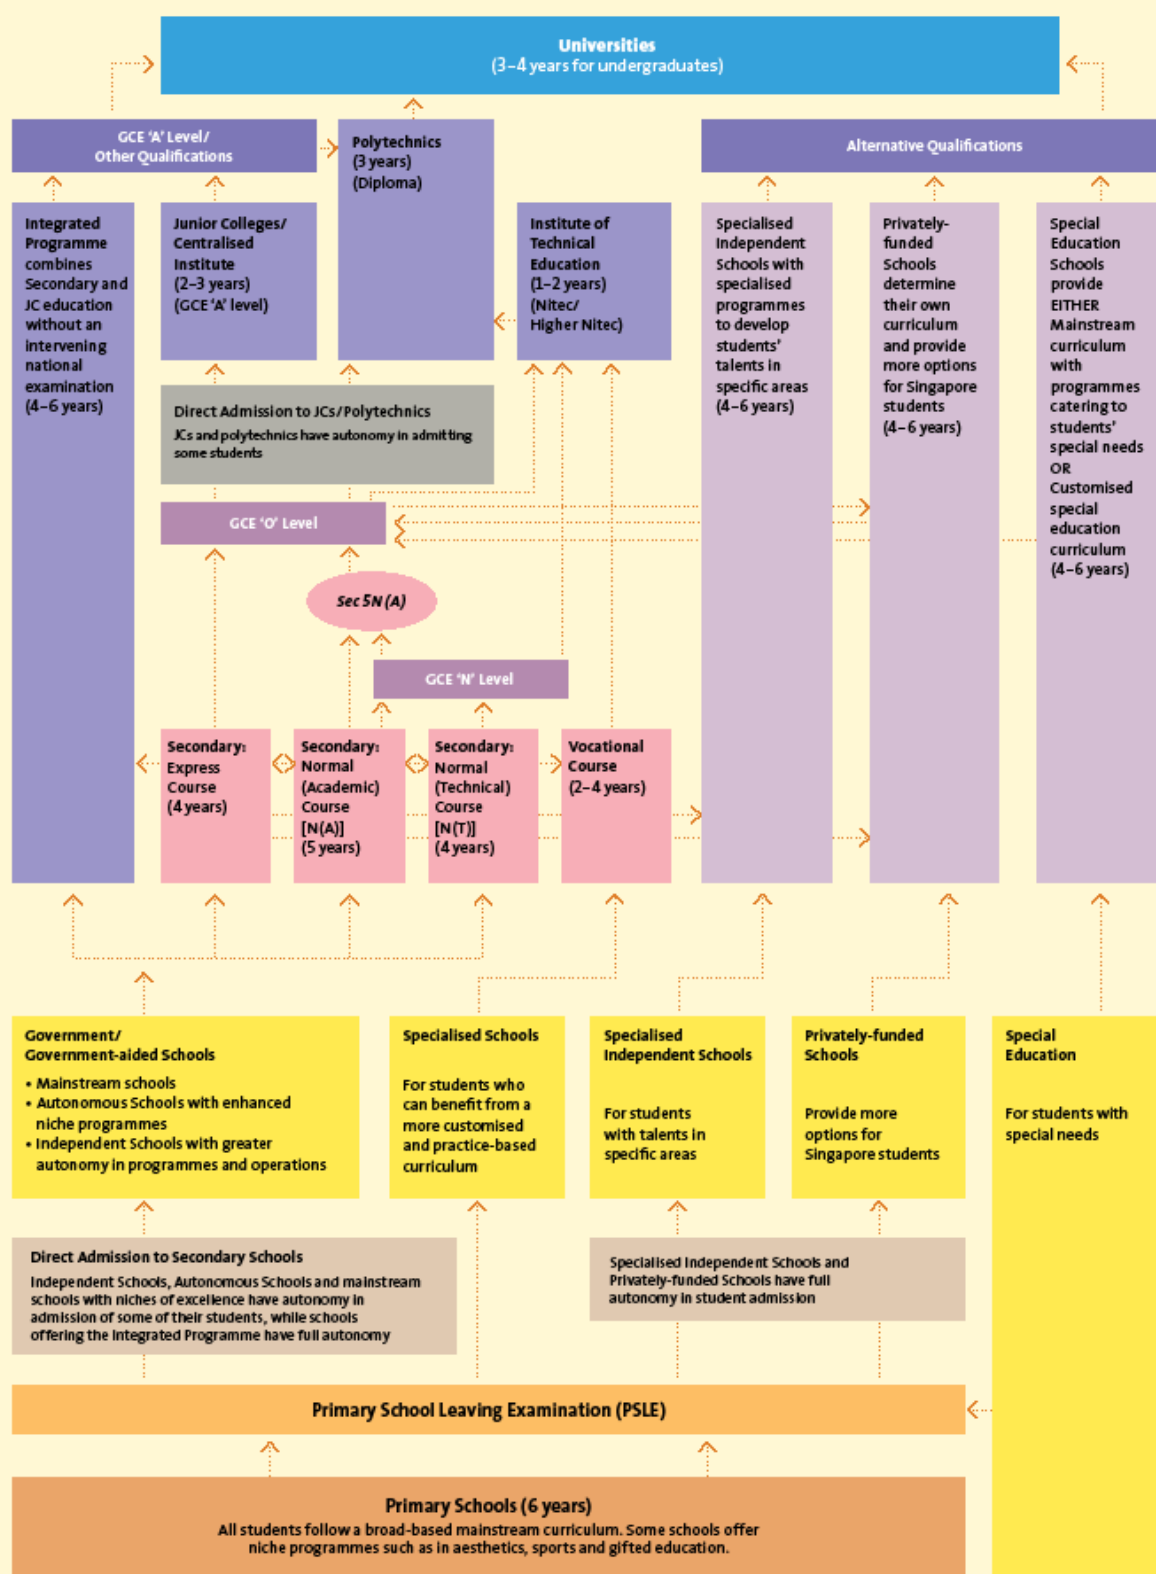 Universities
(3–4 years for undergraduates)
GCE ‘A’ Level/
Other Qualifications
Polytechnics
(3 years)
(Diploma)
Alternative Qualifications
Integrated
Programme
combines
Secondary and
JC education
without an
intervening
national
examination
(4–6 years)
Junior Colleges/
Centralised
Institute
(2–3 years)
(GCE ‘A’ level)
Institute of
Technical
Education
(1–2 years)
(Nitec/
Higher Nitec)
Specialised
Independent
Schools with
specialised
programmes
to develop
students’
talents in
specific areas
(4–6 years)
Privately-
funded
Schools
determine
their own
curriculum
and provide
more options
for Singapore
students
(4–6 years)
Special
Education
Schools
provide
EITHER
Mainstream
curriculum
with
programmes
catering to
students’
special needs
OR
Customised
special
education
curriculum
(4–6 years)
Direct Admission to JCs/Polytechnics
JCs and polytechnics have autonomy in admitting
some students
GCE ‘O’ Level
Sec 5N (A)
GCE ‘N’ Level
Secondary:
Express
Course
(4 years)
Secondary:
Normal
(Academic)
Course
[N(A)]
(5 years)
Secondary:
Normal
(Technical)
Course
[N(T)]
(4 years)
Vocational
Course
(2–4 years)
Government/
Government-aided Schools
• Mainstream schools
• Autonomous Schools with enhanced
niche programmes
• Independent Schools with greater
autonomy in programmes and operations
Specialised Schools
For students who
can benefit from a
more customised
and practice-based
curriculum
Specialised
Independent Schools
For students
with talents in
specific areas
Privately-funded
Schools
Provide more
options for
Singapore students
Special
Education
For students with
special needs
Direct Admission to Secondary Schools
Independent Schools, Autonomous Schools and mainstream
schools with niches of excellence have autonomy in
admission of some of their students, while schools
offering the Integrated Programme have full autonomy
Specialised Independent Schools and
Privately-funded Schools have full
autonomy in student admission
Primary School Leaving Examination (PSLE)
Primary Schools (6 years)
All students follow a broad-based mainstream curriculum. Some schools offer
niche programmes such as in aesthetics, sports and gifted education.